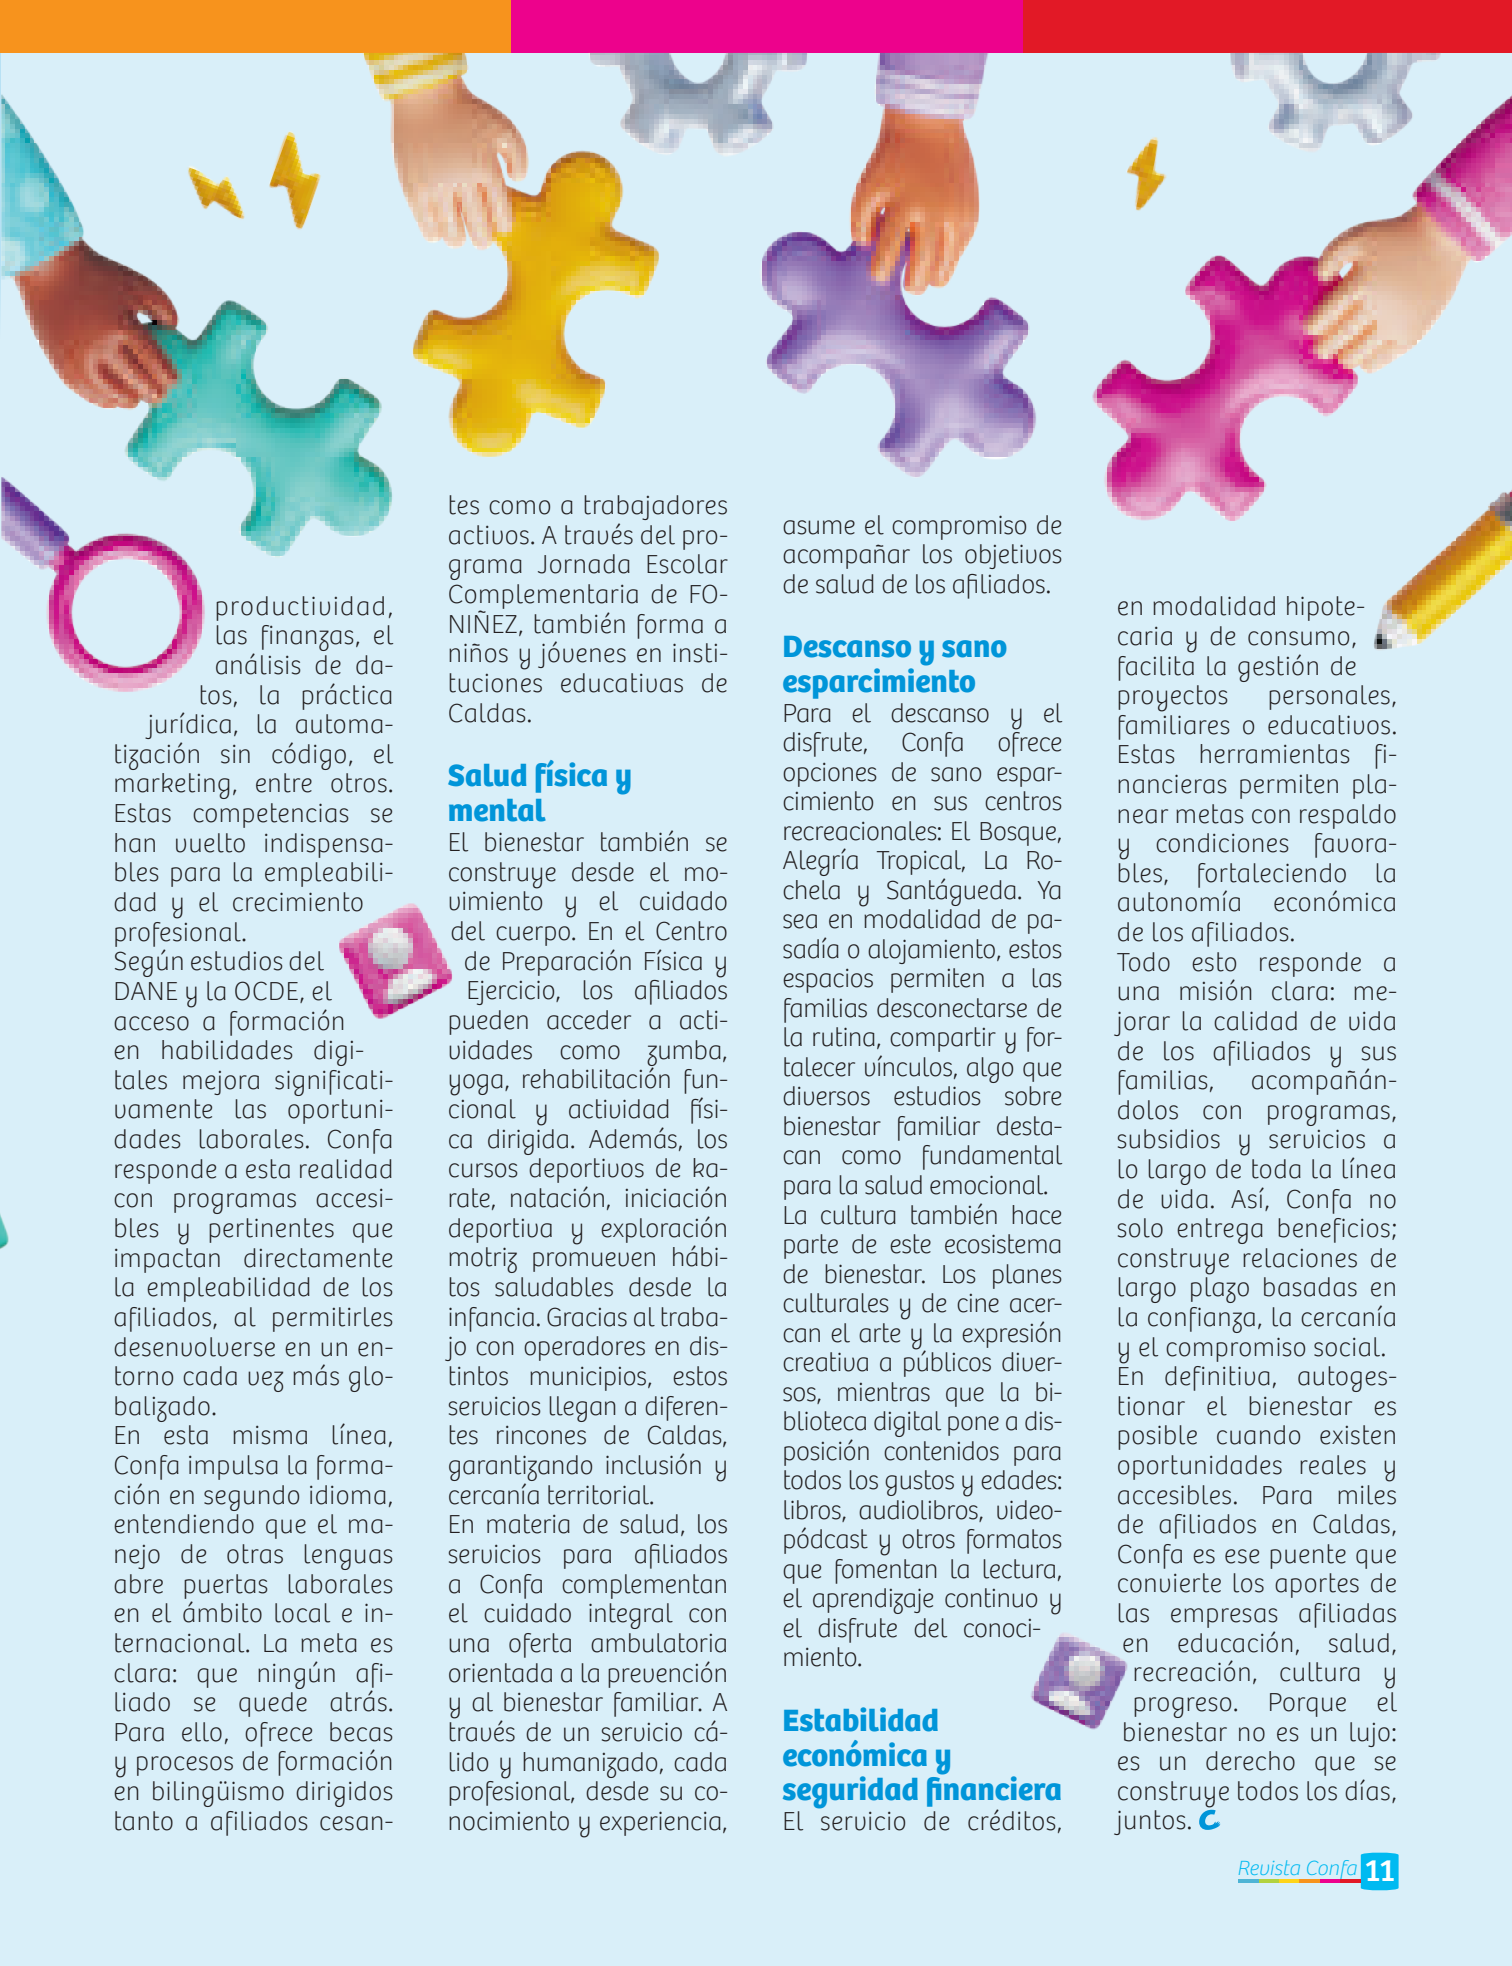 productividad,
las finanzas, el
análisis de da-
tos, la práctica
jurídica, la automa-
tización sin código, el
marketing, entre otros.
Estas competencias se
han vuelto indispensa-
bles para la empleabili-
dad y el crecimiento
profesional.
Según estudios del
DANE y la OCDE, el
acceso a formación
en habilidades digi-
tales mejora significati-
vamente las oportuni-
dades laborales. Confa
responde a esta realidad
con programas accesi-
bles y pertinentes que
impactan directamente
la empleabilidad de los
afiliados, al permitirles
desenvolverse en un en-
torno cada vez más glo-
balizado.
En esta misma línea,
Confa impulsa la forma-
ción en segundo idioma,
entendiendo que el ma-
nejo de otras lenguas
abre puertas laborales
en el ámbito local e in-
ternacional. La meta es
clara: que ningún afi-
liado se quede atrás.
Para ello, ofrece becas
y procesos de formación
en bilingüismo dirigidos
tanto a afiliados cesan-
tes como a trabajadores
activos. A través del pro-
grama Jornada Escolar
Complementaria de FO-
NIÑEZ, también forma a
niños y jóvenes en insti-
tuciones educativas de
Caldas.
Salud física y
mental
El bienestar también se
construye desde el mo-
vimiento y el cuidado
del cuerpo. En el Centro
de Preparación Física y
Ejercicio, los afiliados
pueden acceder a acti-
vidades como zumba,
yoga, rehabilitación fun-
cional y actividad físi-
ca dirigida. Además, los
cursos deportivos de ka-
rate, natación, iniciación
deportiva y exploración
motriz promueven hábi-
tos saludables desde la
infancia. Gracias al traba-
jo con operadores en dis-
tintos municipios, estos
servicios llegan a diferen-
tes rincones de Caldas,
garantizando inclusión y
cercanía territorial.
En materia de salud, los
servicios para afiliados
a Confa complementan
el cuidado integral con
una oferta ambulatoria
orientada a la prevención
y al bienestar familiar. A
través de un servicio cá-
lido y humanizado, cada
profesional, desde su co-
nocimiento y experiencia,
asume el compromiso de
acompañar los objetivos
de salud de los afiliados.
Descanso y sano
esparcimiento
Para el descanso y el
disfrute, Confa ofrece
opciones de sano espar-
cimiento en sus centros
recreacionales: El Bosque,
Alegría Tropical, La Ro-
chela y Santágueda. Ya
sea en modalidad de pa-
sadía o alojamiento, estos
espacios permiten a las
familias desconectarse de
la rutina, compartir y for-
talecer vínculos, algo que
diversos estudios sobre
bienestar familiar desta-
can como fundamental
para la salud emocional.
La cultura también hace
parte de este ecosistema
de bienestar. Los planes
culturales y de cine acer-
can el arte y la expresión
creativa a públicos diver-
sos, mientras que la bi-
blioteca digital pone a dis-
posición contenidos para
todos los gustos y edades:
libros, audiolibros, video-
pódcast y otros formatos
que fomentan la lectura,
el aprendizaje continuo y
el disfrute del conoci-
miento.
Estabilidad
económica y
seguridad financiera
El servicio de créditos,
en modalidad hipote-
caria y de consumo,
facilita la gestión de
proyectos personales,
familiares o educativos.
Estas herramientas fi-
nancieras permiten pla-
near metas con respaldo
y condiciones favora-
bles, fortaleciendo la
autonomía económica
de los afiliados.
Todo esto responde a
una misión clara: me-
jorar la calidad de vida
de los afiliados y sus
familias, acompañán-
dolos con programas,
subsidios y servicios a
lo largo de toda la línea
de vida. Así, Confa no
solo entrega beneficios;
construye relaciones de
largo plazo basadas en
la confianza, la cercanía
y el compromiso social.
En definitiva, autoges-
tionar el bienestar es
posible cuando existen
oportunidades reales y
accesibles. Para miles
de afiliados en Caldas,
Confa es ese puente que
convierte los aportes de
las empresas afiliadas
en educación, salud,
recreación, cultura y
progreso. Porque el
bienestar no es un lujo:
es un derecho que se
construye todos los días,
juntos. C
Revista Confa 11